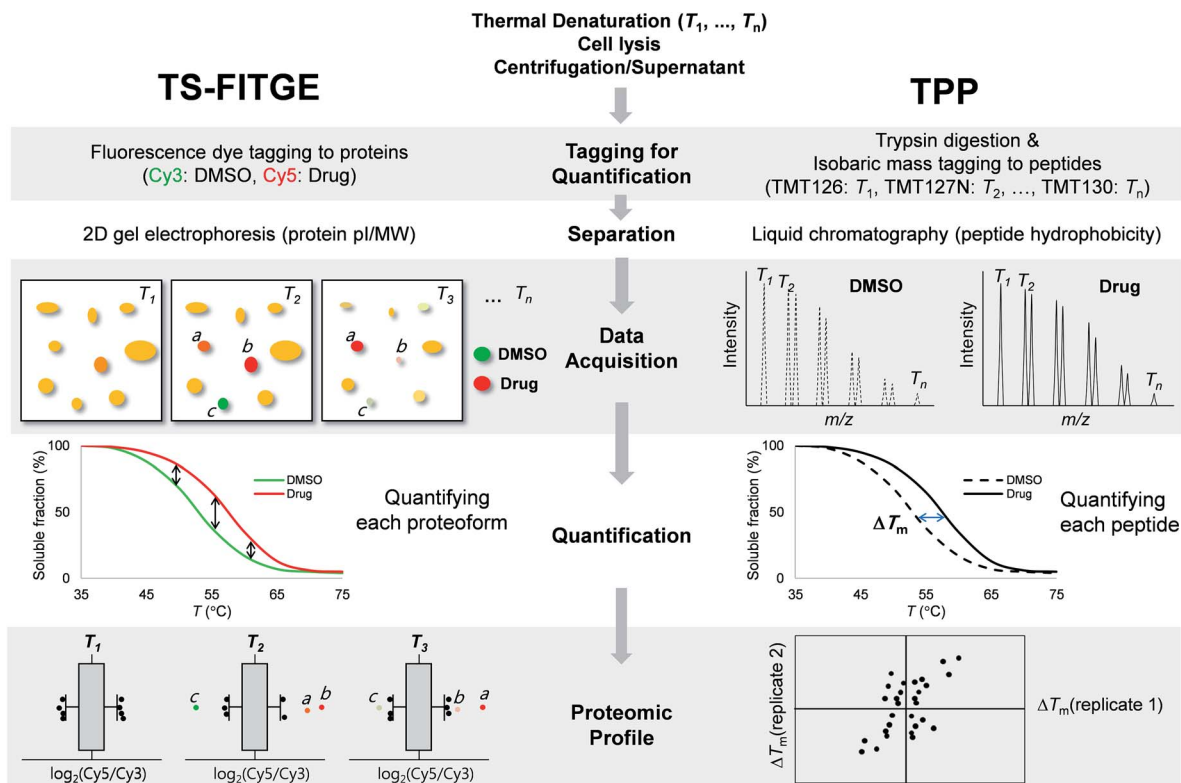 Thermal Denaturation (T1, ..., Tn)
Cell lysis
Centrifugation/Supernatant
TS-FITGE
TPP
Fluorescence dye tagging to proteins
(Cy3: DMSO, Cy5: Drug)
Tagging for
Quantification
Trypsin digestion &
Isobaric mass tagging to peptides
(TMT126: T1, TMT127N: T2, ..., TMT130: Tn)
2D gel electrophoresis (protein pI/MW)
Separation
Liquid chromatography (peptide hydrophobicity)
T1
T2
a
b
c
T3
a
b
c
... Tn
DMSO
Drug
Data
Acquisition
Intensity
T1
T2
DMSO
Tn
m/z
Intensity
T1
T2
Drug
Tn
m/z
Soluble fraction (%)
100
50
0
35 45 55 65 75
T (°C)
DMSO
Drug
Quantifying
each proteoform
Quantification
Soluble fraction (%)
100
50
0
35 45 55 65 75
T (°C)
DMSO
Drug
ΔTm
Quantifying
each peptide
T1
log2(Cy5/Cy3)
T2
c
a
b
log2(Cy5/Cy3)
T3
c
b
a
log2(Cy5/Cy3)
Proteomic
Profile
ΔTm(replicate 2)
ΔTm(replicate 1)